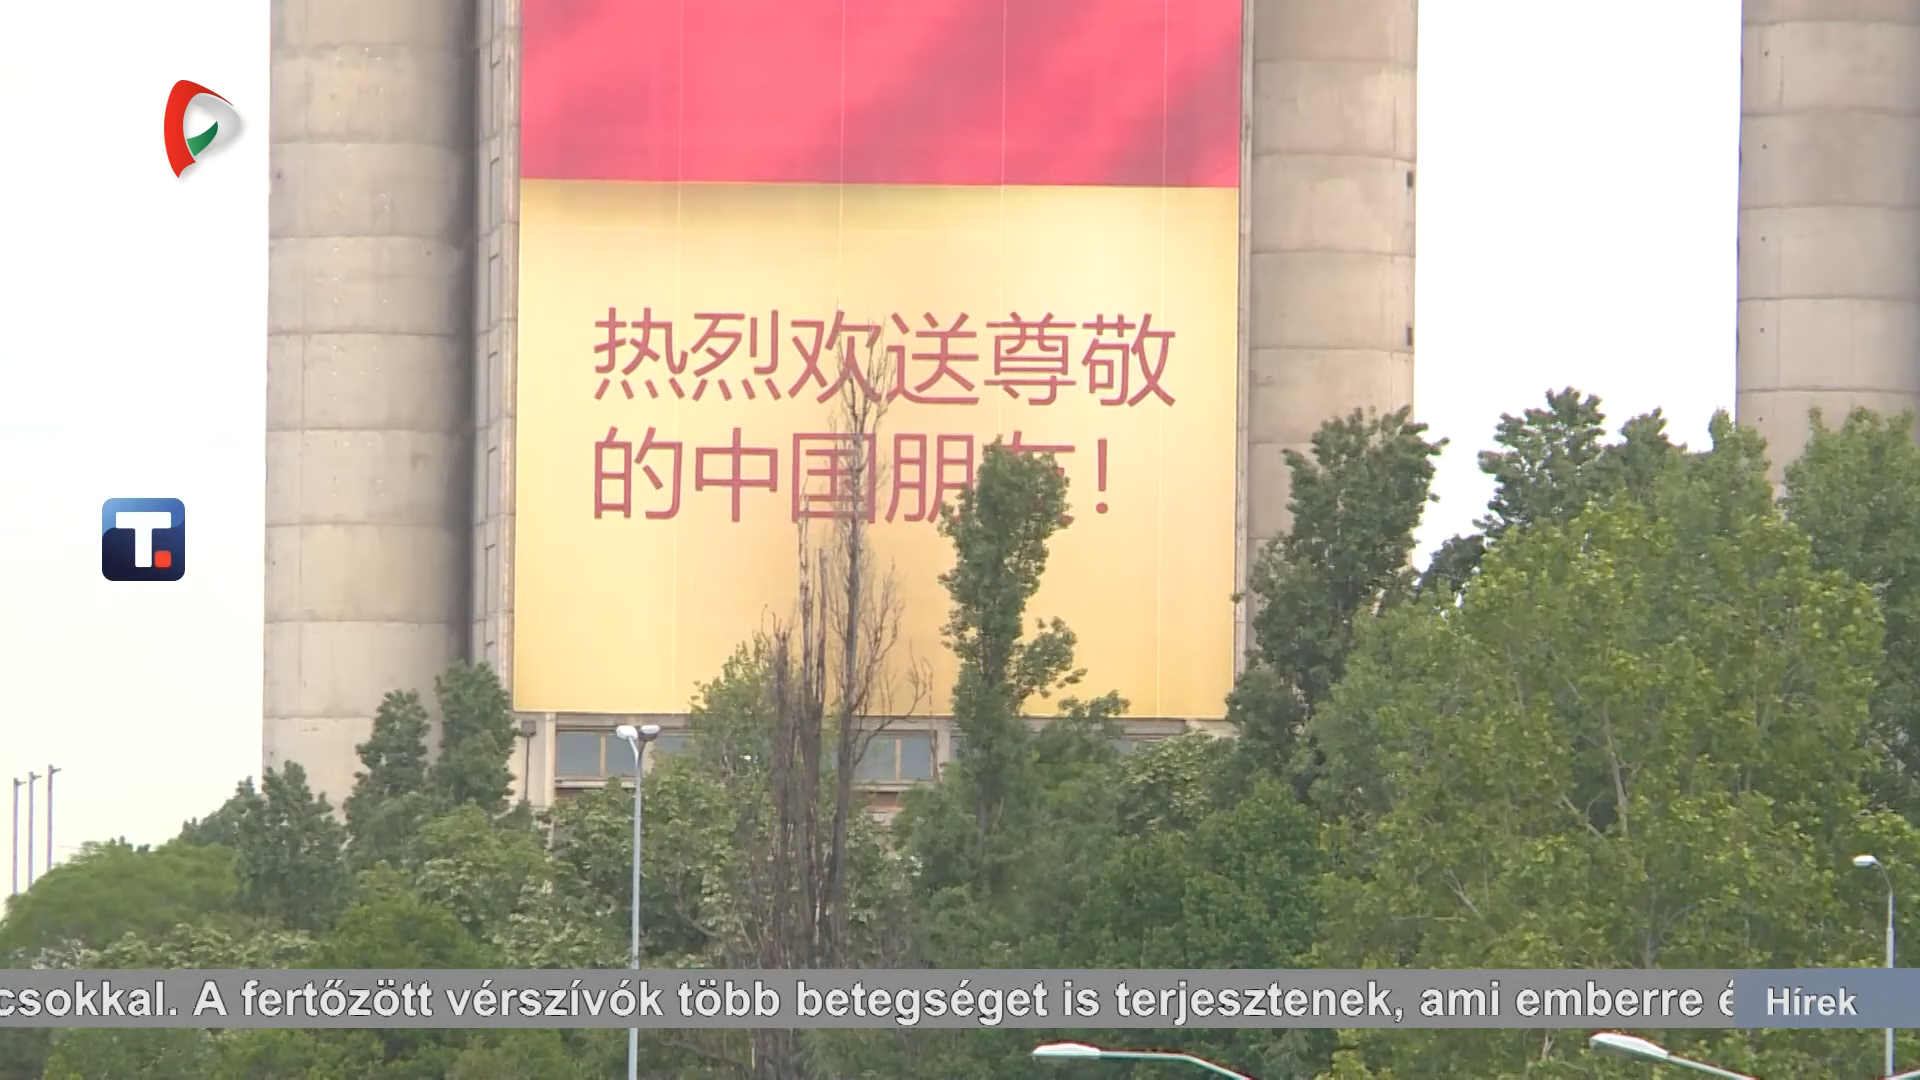 热烈欢送尊敬
的中国朋友！
T.
csokkal. A fertőzött vérszívók több betegséget is terjesztenek, ami emberre é
Hírek